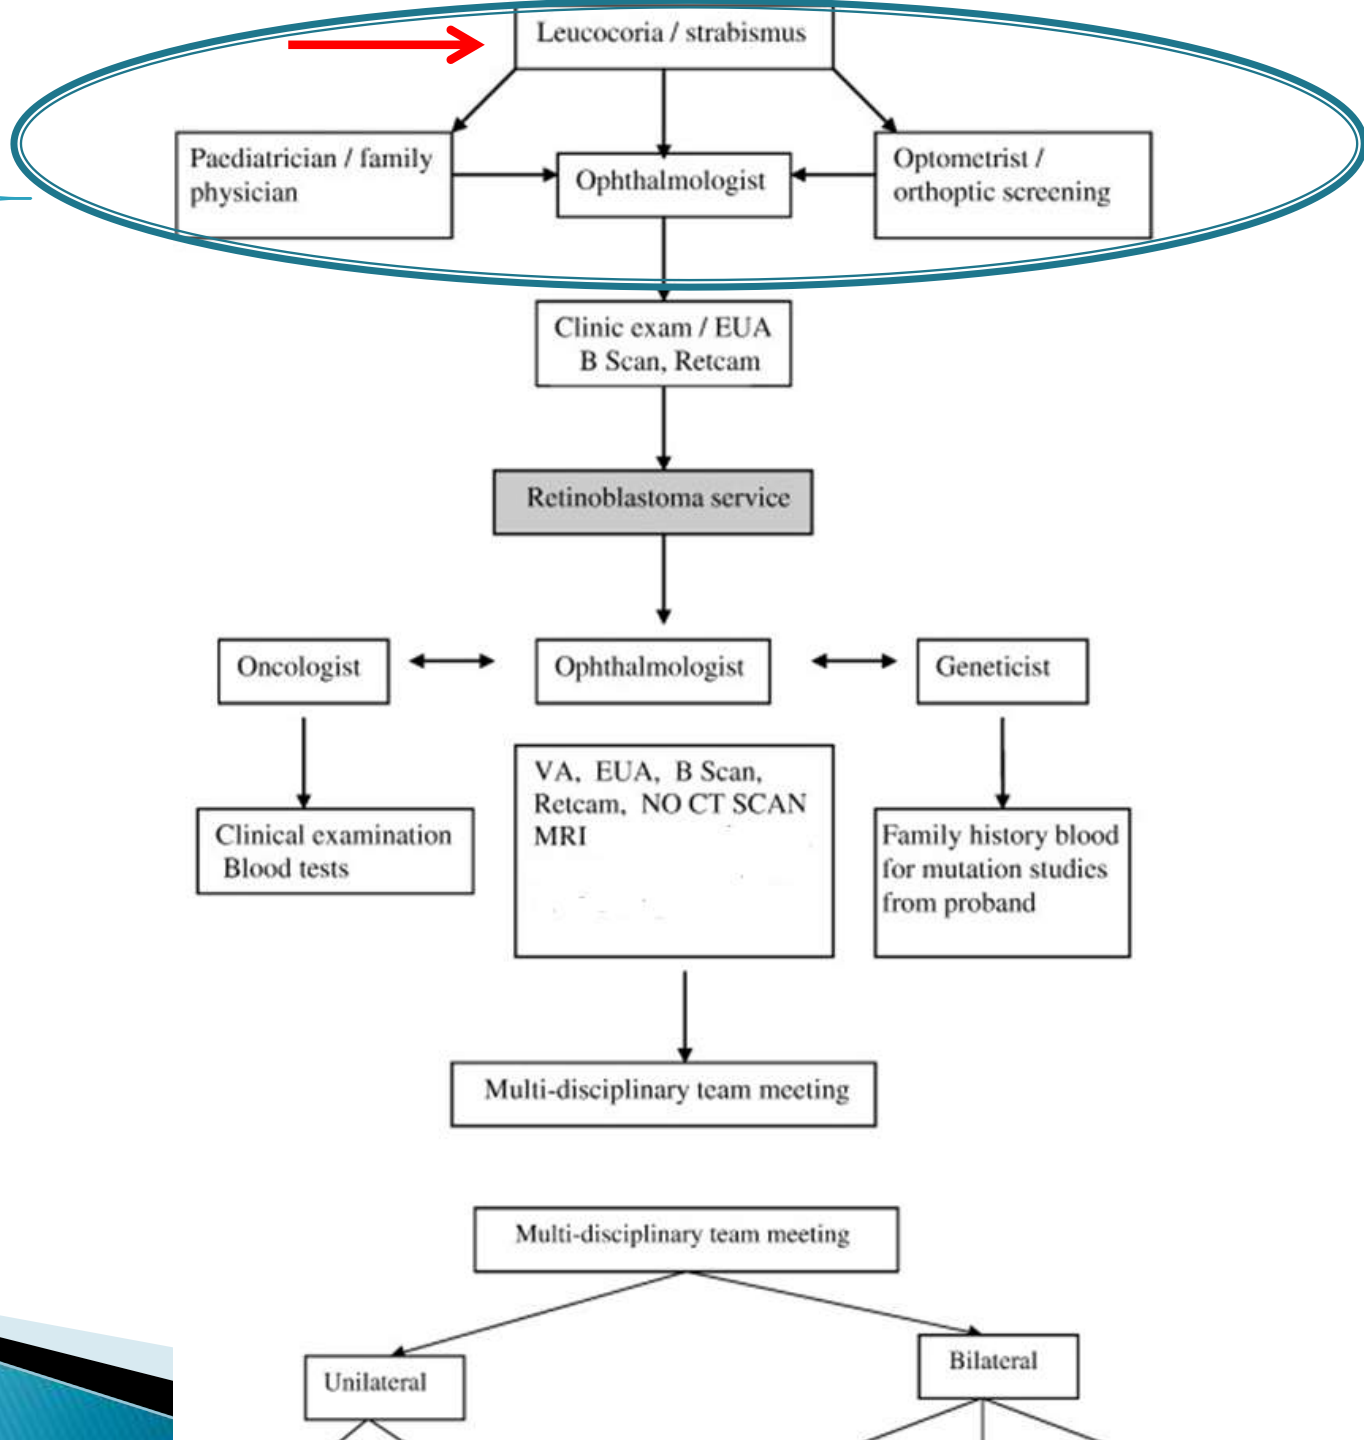 Leucocoria / strabismus
Paediatrician / family
physician
Ophthalmologist
Optometrist /
orthoptic screening
Clinic exam / EUA
B Scan, Retcam
Retinoblastoma service
Oncologist
Ophthalmologist
Geneticist
Clinical examination
Blood tests
VA, EUA, B Scan,
Retcam, NO CT SCAN
MRI
Family history blood
for mutation studies
from proband
Multi-disciplinary team meeting
Multi-disciplinary team meeting
Unilateral
Bilateral